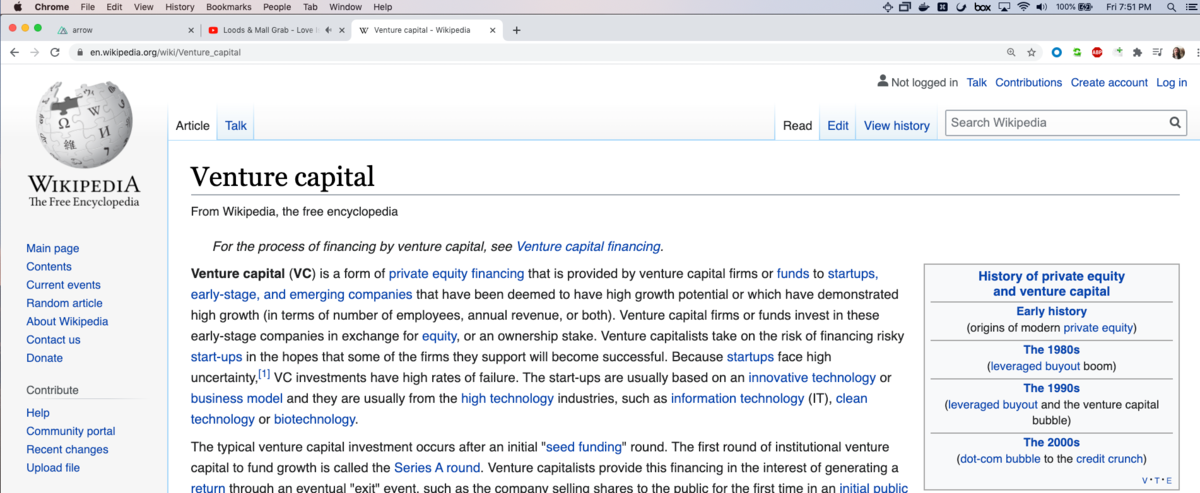 Chrome File Edit View History Bookmarks People Tab Window Help
box 100% Fri 7:51 PM
arrow
Loods & Mall Grab - Love
Venture capital - Wikipedia
en.wikipedia.org/wiki/Venture_capital
ABP
Not logged in Talk Contributions Create account Log in
Article Talk
Read Edit View history
Search Wikipedia
Ω W И 維
WIKIPEDIA
The Free Encyclopedia
Main page
Contents
Current events
Random article
About Wikipedia
Contact us
Donate
Contribute
Help
Community portal
Recent changes
Upload file
Venture capital
From Wikipedia, the free encyclopedia
For the process of financing by venture capital, see Venture capital financing.
Venture capital (VC) is a form of private equity financing that is provided by venture capital firms or funds to startups,
early-stage, and emerging companies that have been deemed to have high growth potential or which have demonstrated
high growth (in terms of number of employees, annual revenue, or both). Venture capital firms or funds invest in these
early-stage companies in exchange for equity, or an ownership stake. Venture capitalists take on the risk of financing risky
start-ups in the hopes that some of the firms they support will become successful. Because startups face high
uncertainty,[1] VC investments have high rates of failure. The start-ups are usually based on an innovative technology or
business model and they are usually from the high technology industries, such as information technology (IT), clean
technology or biotechnology.
The typical venture capital investment occurs after an initial "seed funding" round. The first round of institutional venture
capital to fund growth is called the Series A round. Venture capitalists provide this financing in the interest of generating a
return through an eventual "exit" event, such as the company selling shares to the public for the first time in an initial public
History of private equity
and venture capital
Early history
(origins of modern private equity)
The 1980s
(leveraged buyout boom)
The 1990s
(leveraged buyout and the venture capital
bubble)
The 2000s
(dot-com bubble to the credit crunch)
V·T·E